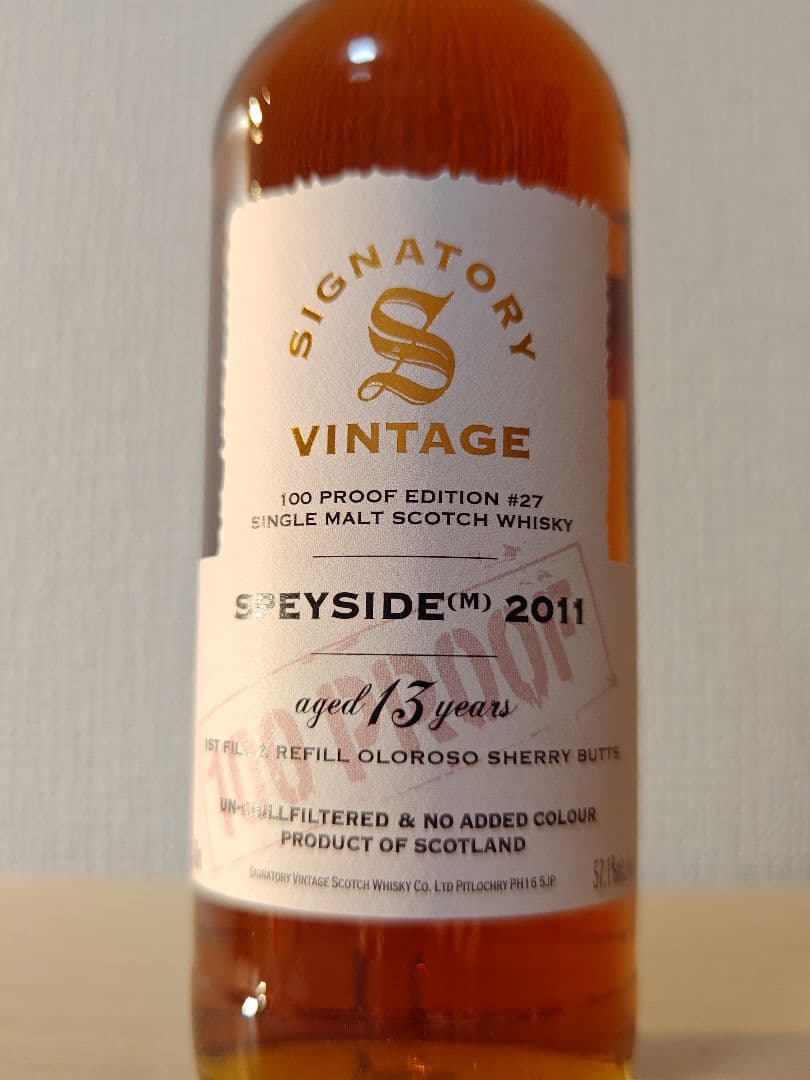 SIGNATORY
S
VINTAGE
100 PROOF EDITION #27
SINGLE MALT SCOTCH WHISKY
SPEYSIDE(M) 2011
aged 13 years
1ST FILL & REFILL OLOROSO SHERRY BUTTS
100 PROOF
UN-CHILLFILTERED & NO ADDED COLOUR
PRODUCT OF SCOTLAND
SIGNATORY VINTAGE SCOTCH WHISKY CO. LTD PITLOCHRY PH16 5JP
57.1%